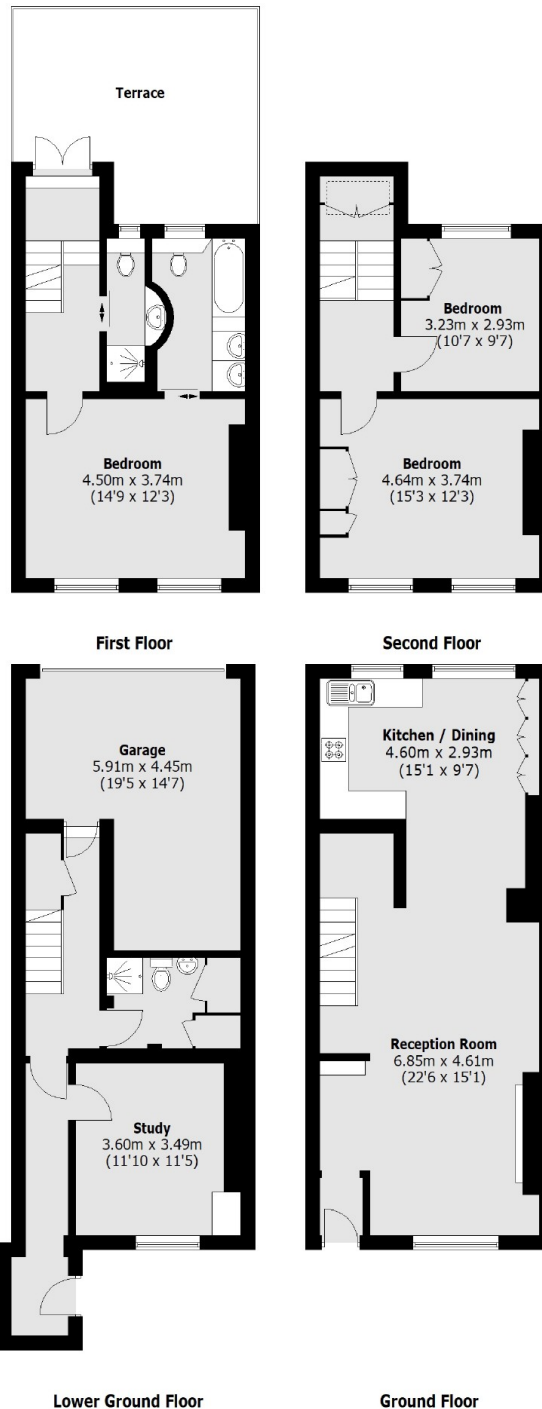 Terrace
Bedroom
4.50m x 3.74m
(14'9 x 12'3)
First Floor
Bedroom
3.23m x 2.93m
(10'7 x 9'7)
Bedroom
4.64m x 3.74m
(15'3 x 12'3)
Second Floor
Garage
5.91m x 4.45m
(19'5 x 14'7)
Study
3.60m x 3.49m
(11'10 x 11'5)
Lower Ground Floor
Kitchen / Dining
4.60m x 2.93m
(15'1 x 9'7)
Reception Room
6.85m x 4.61m
(22'6 x 15'1)
Ground Floor